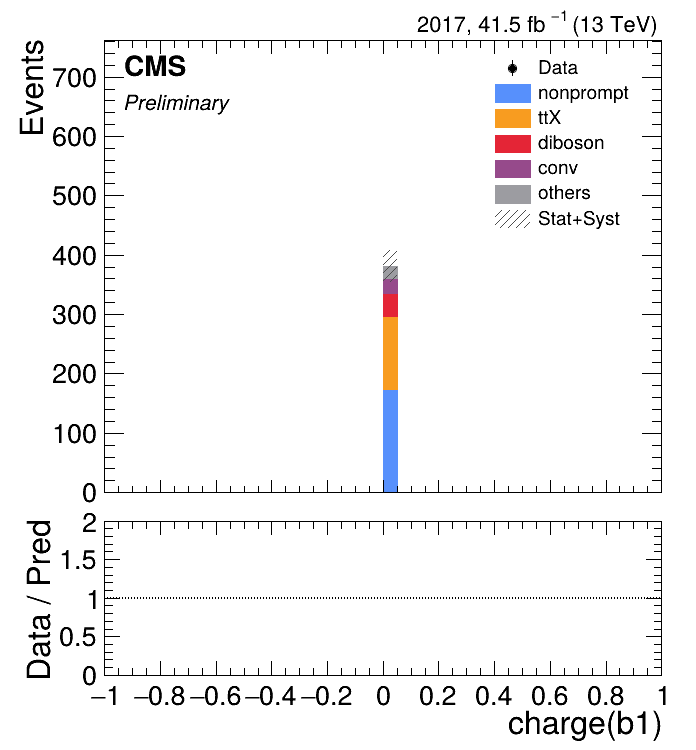 2017, 41.5 fb⁻¹ (13 TeV)
CMS
Preliminary
Events
700
600
500
400
300
200
100
0
Data
nonprompt
ttX
diboson
conv
others
Stat+Syst
Data / Pred
2
1.5
1
0.5
0
−1 −0.8 −0.6 −0.4 −0.2 0 0.2 0.4 0.6 0.8 1
charge(b1)